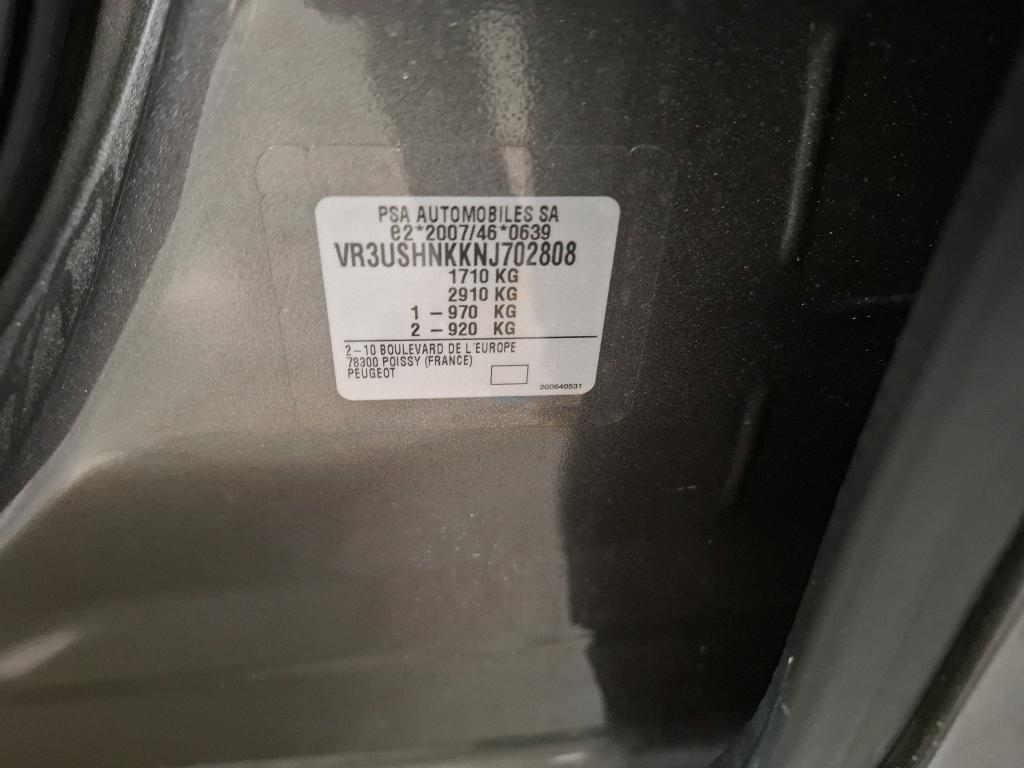 PSA AUTOMOBILES SA
e2*2007/46*0639
VR3USHNKKNJ702808
1710 KG
2910 KG
1 – 970 KG
2 – 920 KG
2–10 BOULEVARD DE L'EUROPE
78300 POISSY (FRANCE)
PEUGEOT
200640531